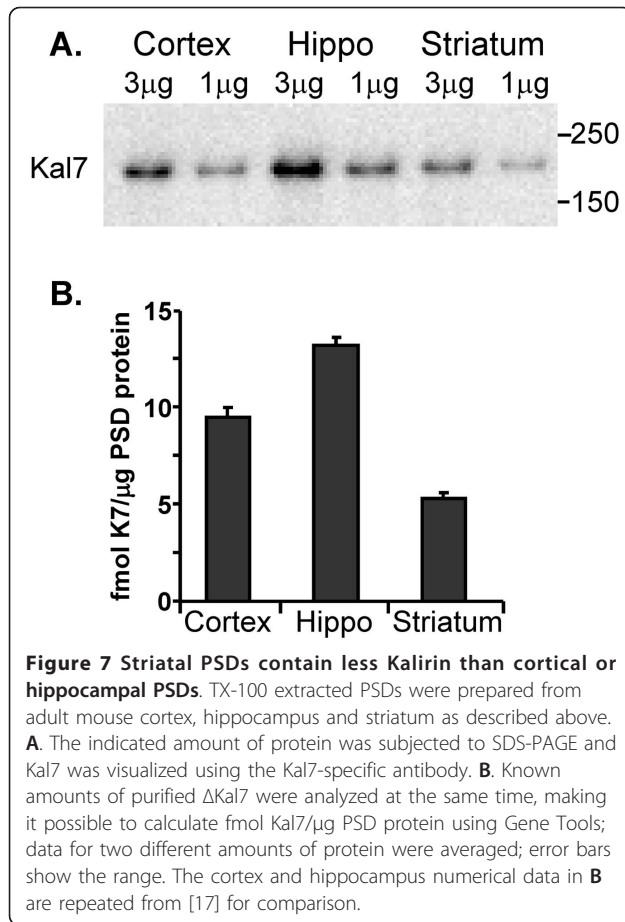 A.
Cortex Hippo Striatum
3µg 1µg 3µg 1µg 3µg 1µg
Kal7
–250
–150
B.
fmol K7/µg PSD protein
15
10
5
0
Cortex Hippo Striatum
Figure 7 Striatal PSDs contain less Kalirin than cortical or
hippocampal PSDs. TX-100 extracted PSDs were prepared from
adult mouse cortex, hippocampus and striatum as described above.
A. The indicated amount of protein was subjected to SDS-PAGE and
Kal7 was visualized using the Kal7-specific antibody. B. Known
amounts of purified ΔKal7 were analyzed at the same time, making
it possible to calculate fmol Kal7/µg PSD protein using Gene Tools;
data for two different amounts of protein were averaged; error bars
show the range. The cortex and hippocampus numerical data in B
are repeated from [17] for comparison.